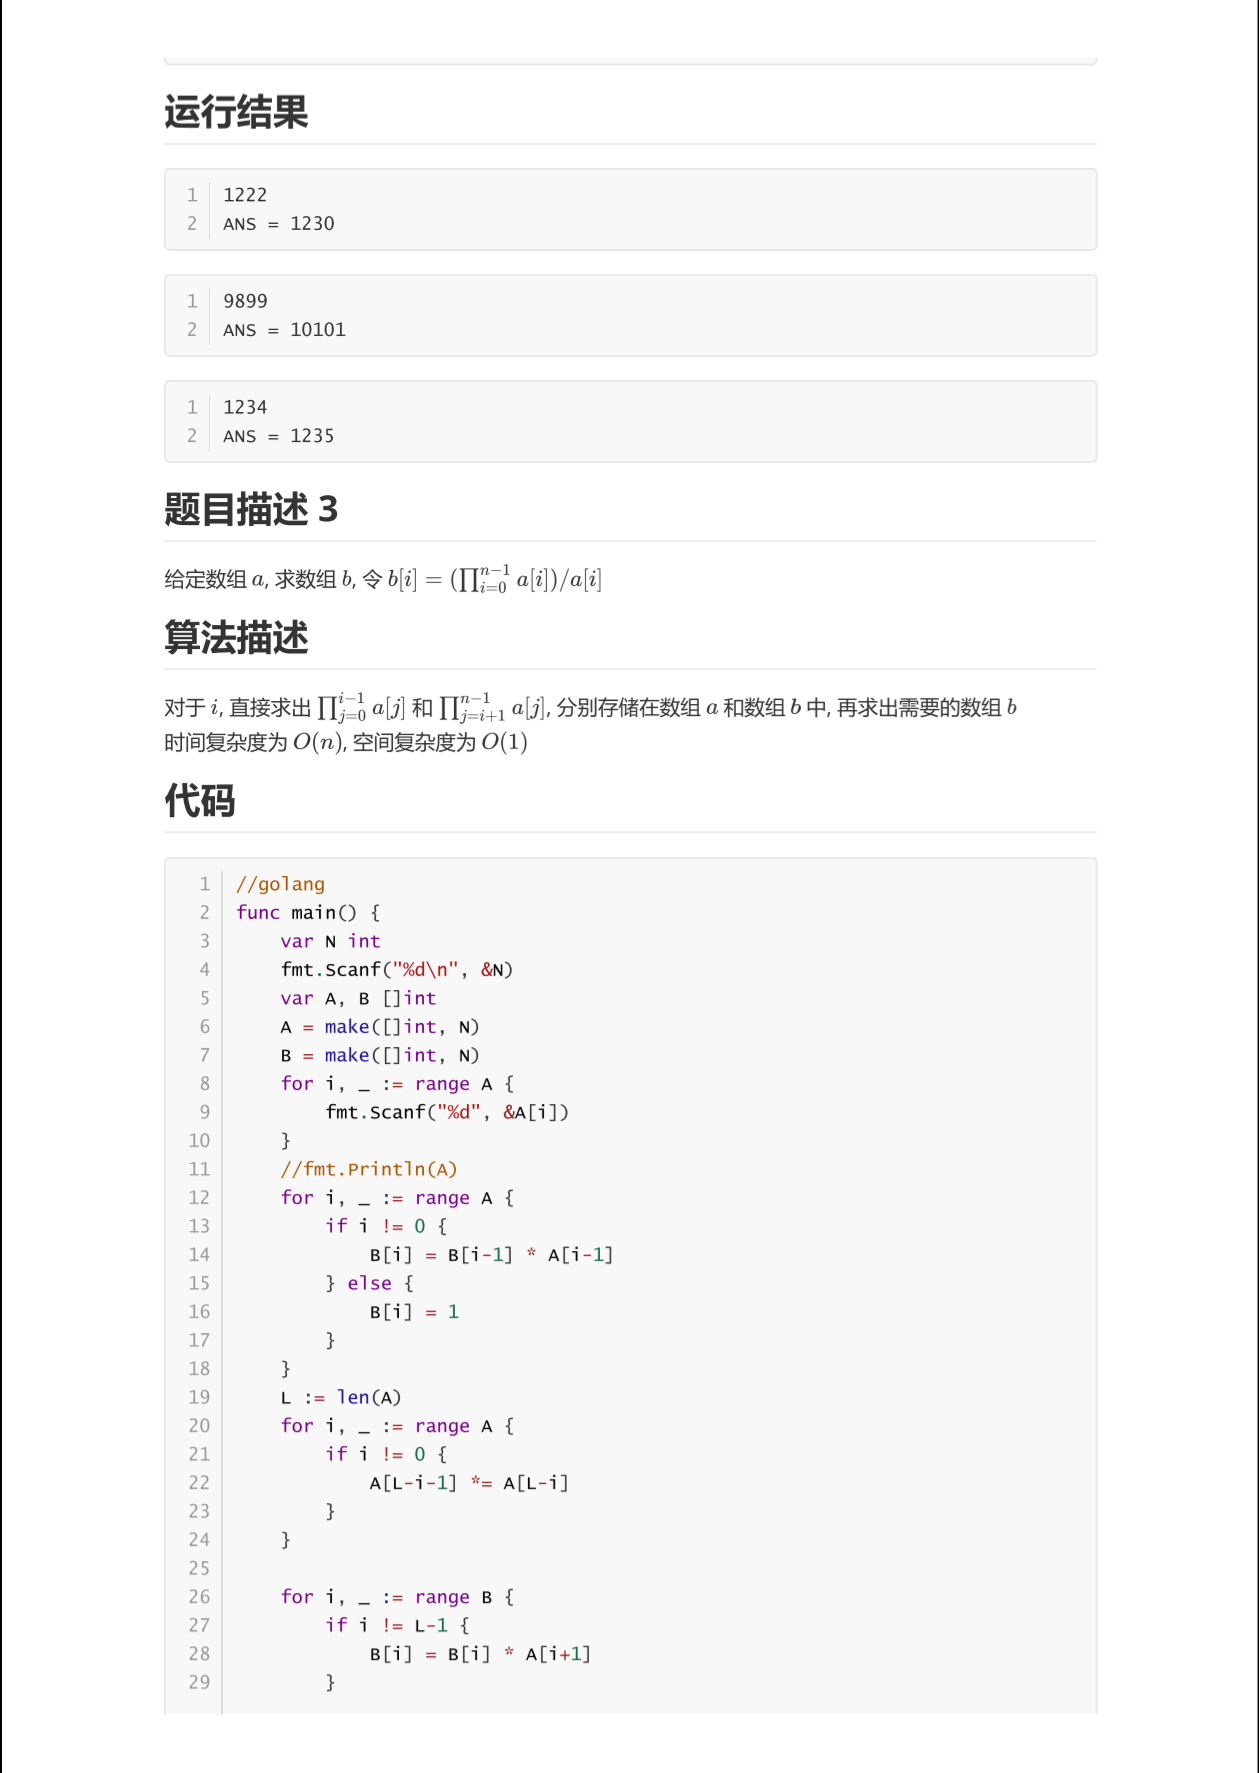 运行结果
1 1222
2 ANS = 1230
1 9899
2 ANS = 10101
1 1234
2 ANS = 1235
题目描述 3
给定数组 a, 求数组 b, 令 b[i] = (∏_{i=0}^{n−1} a[i])/a[i]
算法描述
对于 i, 直接求出 ∏_{j=0}^{i−1} a[j] 和 ∏_{j=i+1}^{n−1} a[j], 分别存储在数组 a 和数组 b 中, 再求出需要的数组 b
时间复杂度为 O(n), 空间复杂度为 O(1)
代码
1 //golang
2 func main() {
3     var N int
4     fmt.Scanf("%d\n", &N)
5     var A, B []int
6     A = make([]int, N)
7     B = make([]int, N)
8     for i, _ := range A {
9         fmt.Scanf("%d", &A[i])
10     }
11     //fmt.Println(A)
12     for i, _ := range A {
13         if i != 0 {
14             B[i] = B[i-1] * A[i-1]
15         } else {
16             B[i] = 1
17         }
18     }
19     L := len(A)
20     for i, _ := range A {
21         if i != 0 {
22             A[L-i-1] *= A[L-i]
23         }
24     }
25
26     for i, _ := range B {
27         if i != L-1 {
28             B[i] = B[i] * A[i+1]
29         }